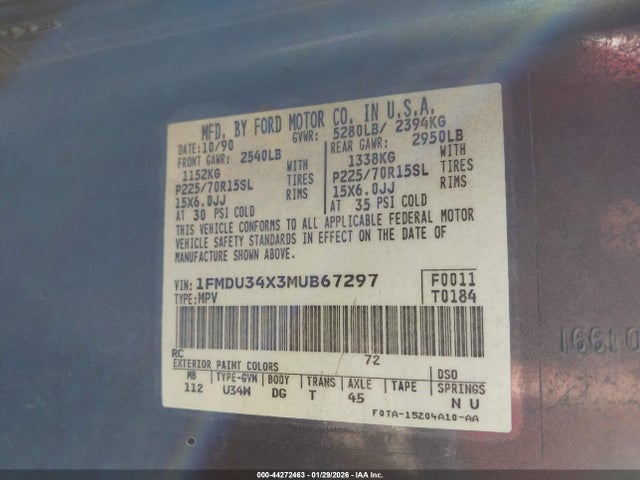 MFD. BY FORD MOTOR CO. IN U.S.A.
DATE: 10/90 GVWR: 5280LB/ 2394KG
FRONT GAWR: 2540LB REAR GAWR: 2950LB
1152KG WITH 1338KG WITH
P225/70R15SL TIRES P225/70R15SL TIRES
15X6.0JJ RIMS 15X6.0JJ RIMS
AT 30 PSI COLD AT 35 PSI COLD
THIS VEHICLE CONFORMS TO ALL APPLICABLE FEDERAL MOTOR
VEHICLE SAFETY STANDARDS IN EFFECT ON THE DATE OF
MANUFACTURE SHOWN ABOVE.
VIN: 1FMDU34X3MUB67297 F0011
TYPE: MPV T0184
RC 72
EXTERIOR PAINT COLORS DSO
WB TYPE-GVW BODY TRANS AXLE TAPE SPRINGS
112 U34W DG T 45 N U
F0TA-15204A10-AA
000-44272463 | 01/29/2026 - IAA Inc.